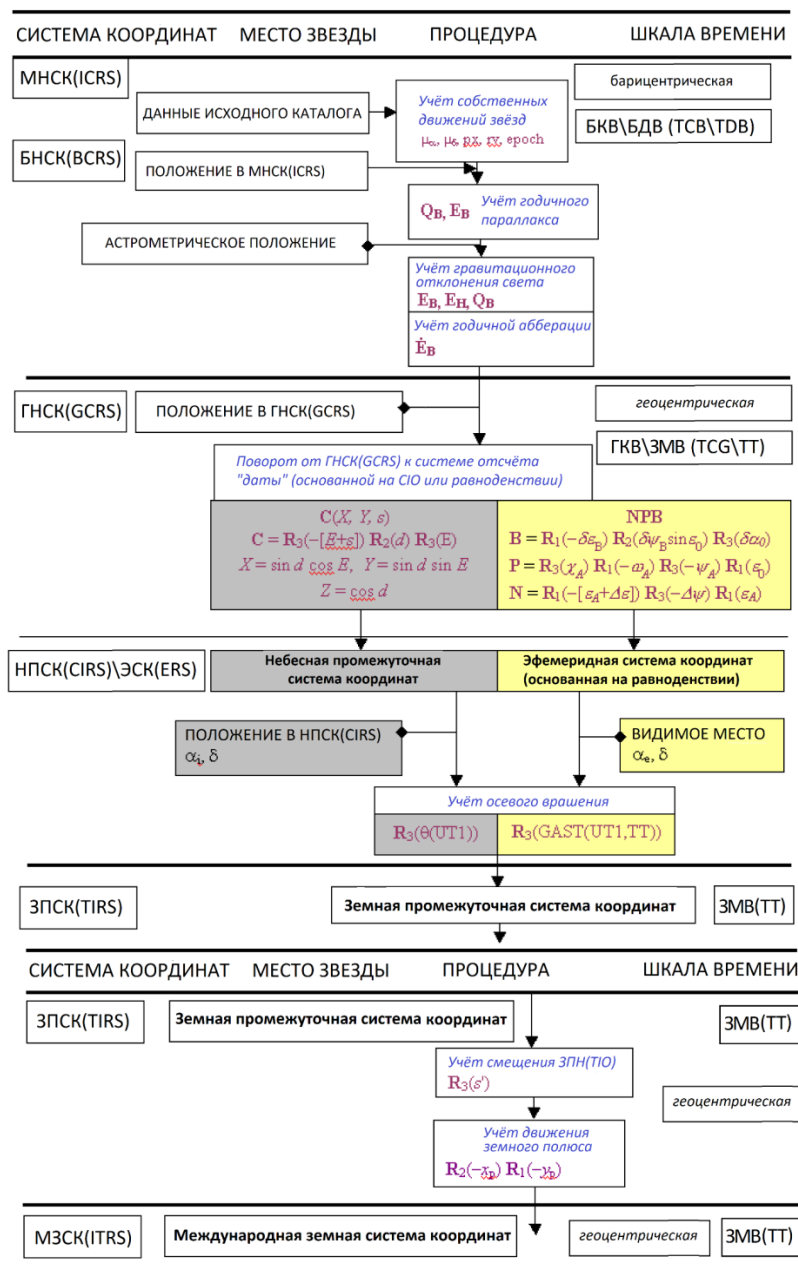 СИСТЕМА КООРДИНАТ МЕСТО ЗВЕЗДЫ ПРОЦЕДУРА ШКАЛА ВРЕМЕНИ
МНСК(ICRS)
барицентрическая
ДАННЫЕ ИСХОДНОГО КАТАЛОГА
Учёт собственных
движений звёзд
μα, μδ, px, rv, epoch
БКВ\БДВ (TCB\TDB)
БНСК(BCRS)
ПОЛОЖЕНИЕ В МНСК(ICRS)
QB, EB Учёт годичного
параллакса
АСТРОМЕТРИЧЕСКОЕ ПОЛОЖЕНИЕ
Учёт гравитационного
отклонения света
EB, EH, QB
Учёт годичной абберации
ĖB
ГНСК(GCRS)
ПОЛОЖЕНИЕ В ГНСК(GCRS)
геоцентрическая
ГКВ\ЗМВ (TCG\TT)
Поворот от ГНСК(GCRS) к системе отсчёта
"даты" (основанной на CIO или равноденствии)
C(X, Y, s)
C = R3(-[E+s]) R2(d) R3(E)
X = sin d cos E, Y = sin d sin E
Z = cos d
NPB
B = R1(-δεB) R2(δψB sin ε0) R3(δα0)
P = R3(χA) R1(-ωA) R3(-ψA) R1(ε0)
N = R1(-[εA+Δε]) R3(-Δψ) R1(εA)
НПСК(CIRS)\ЭСК(ERS)
Небесная промежуточная
система координат
Эфемеридная система координат
(основанная на равноденствии)
ПОЛОЖЕНИЕ В НПСК(CIRS)
αi, δ
ВИДИМОЕ МЕСТО
αe, δ
Учёт осевого врашения
R3(θ(UT1)) R3(GAST(UT1,TT))
ЗПСК(TIRS) Земная промежуточная система координат ЗМВ(TT)
СИСТЕМА КООРДИНАТ МЕСТО ЗВЕЗДЫ ПРОЦЕДУРА ШКАЛА ВРЕМЕНИ
ЗПСК(TIRS) Земная промежуточная система координат ЗМВ(TT)
Учёт смещения ЗПН(TIO)
R3(s')
геоцентрическая
Учёт движения
земного полюса
R2(-xp) R1(-yp)
МЗСК(ITRS) Международная земная система координат геоцентрическая ЗМВ(TT)